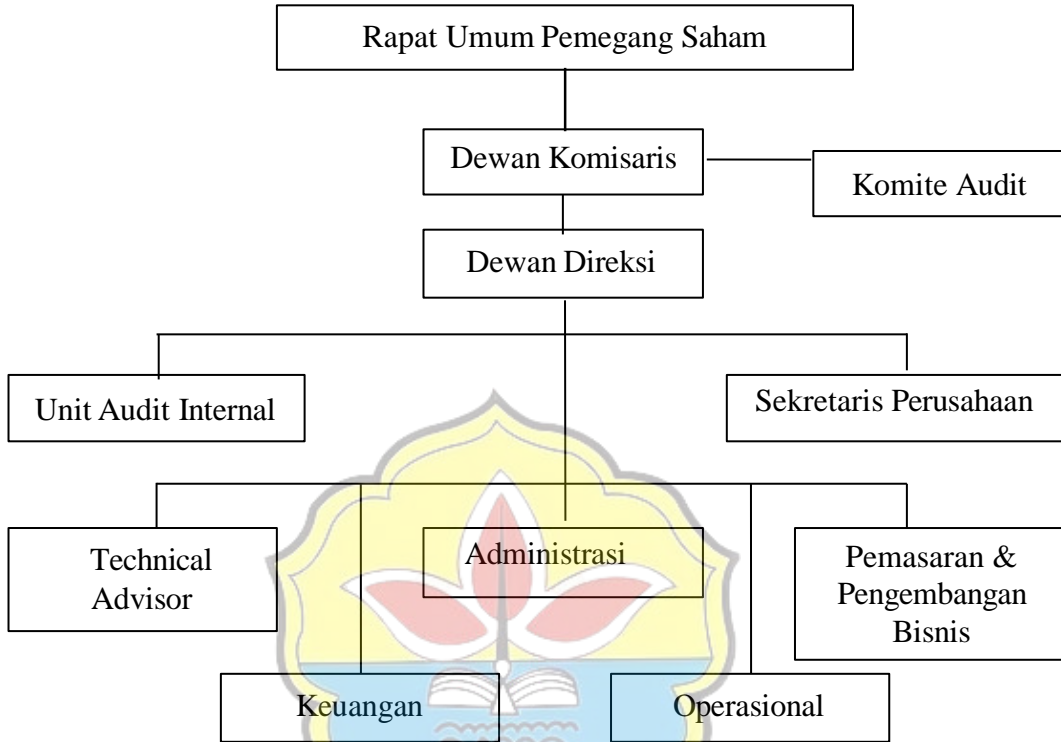 Rapat Umum Pemegang Saham
Dewan Komisaris
Komite Audit
Dewan Direksi
Unit Audit Internal
Sekretaris Perusahaan
Technical
Advisor
Administrasi
Pemasaran &
Pengembangan
Bisnis
Keuangan
Operasional